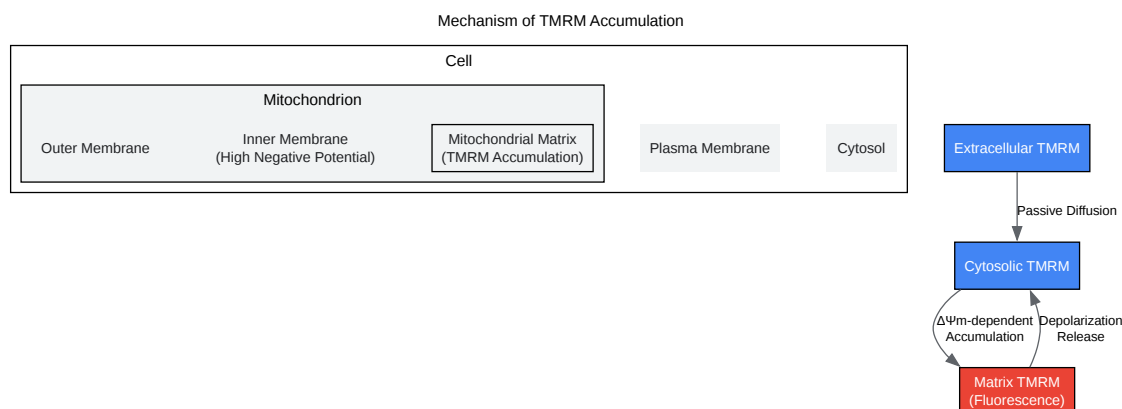 Mechanism of TMRM Accumulation
Cell
Mitochondrion
Outer Membrane
Inner Membrane
(High Negative Potential)
Mitochondrial Matrix
(TMRM Accumulation)
Plasma Membrane
Cytosol
Extracellular TMRM
Passive Diffusion
Cytosolic TMRM
ΔΨm-dependent
Accumulation
Depolarization
Release
Matrix TMRM
(Fluorescence)